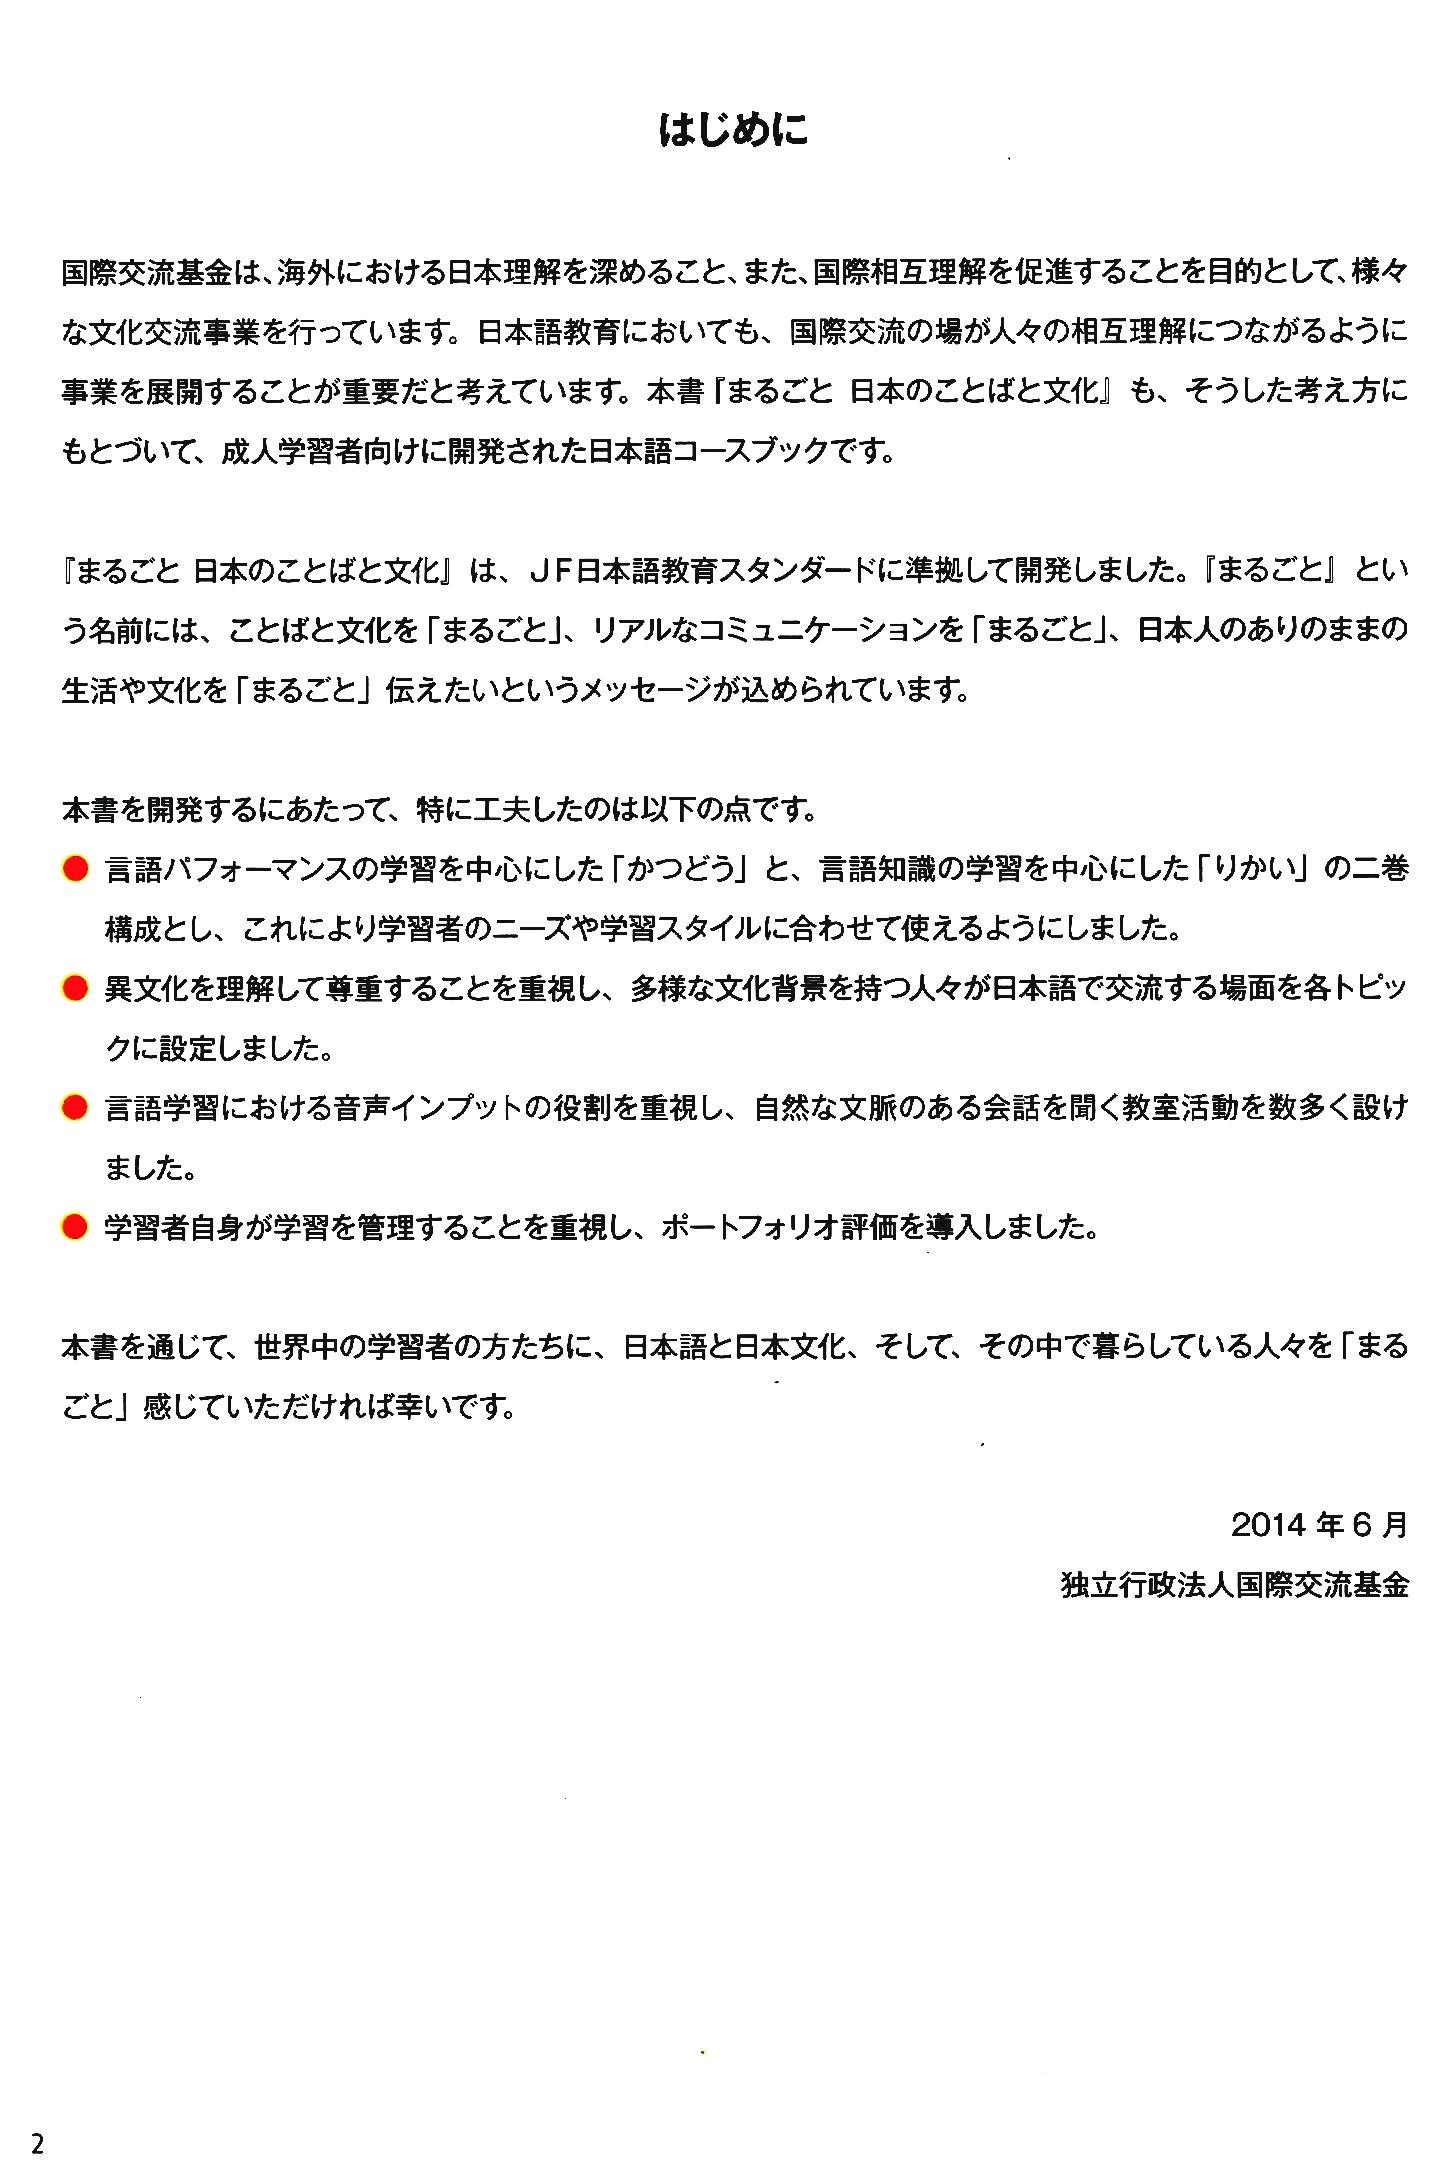 はじめに
国際交流基金は、海外における日本理解を深めること、また、国際相互理解を促進することを目的として、様々
な文化交流事業を行っています。日本語教育においても、国際交流の場が人々の相互理解につながるように
事業を展開することが重要だと考えています。本書『まるごと 日本のことばと文化』も、そうした考え方に
もとづいて、成人学習者向けに開発された日本語コースブックです。
『まるごと 日本のことばと文化』は、JF日本語教育スタンダードに準拠して開発しました。『まるごと』とい
う名前には、ことばと文化を「まるごと」、リアルなコミュニケーションを「まるごと」、日本人のありのままの
生活や文化を「まるごと」伝えたいというメッセージが込められています。
本書を開発するにあたって、特に工夫したのは以下の点です。
● 言語パフォーマンスの学習を中心にした「かつどう」と、言語知識の学習を中心にした「りかい」の二巻
構成とし、これにより学習者のニーズや学習スタイルに合わせて使えるようにしました。
● 異文化を理解して尊重することを重視し、多様な文化背景を持つ人々が日本語で交流する場面を各トピッ
クに設定しました。
● 言語学習における音声インプットの役割を重視し、自然な文脈のある会話を聞く教室活動を数多く設け
ました。
● 学習者自身が学習を管理することを重視し、ポートフォリオ評価を導入しました。
本書を通じて、世界中の学習者の方たちに、日本語と日本文化、そして、その中で暮らしている人々を「まる
ごと」感じていただければ幸いです。
2014 年 6 月
独立行政法人国際交流基金
2